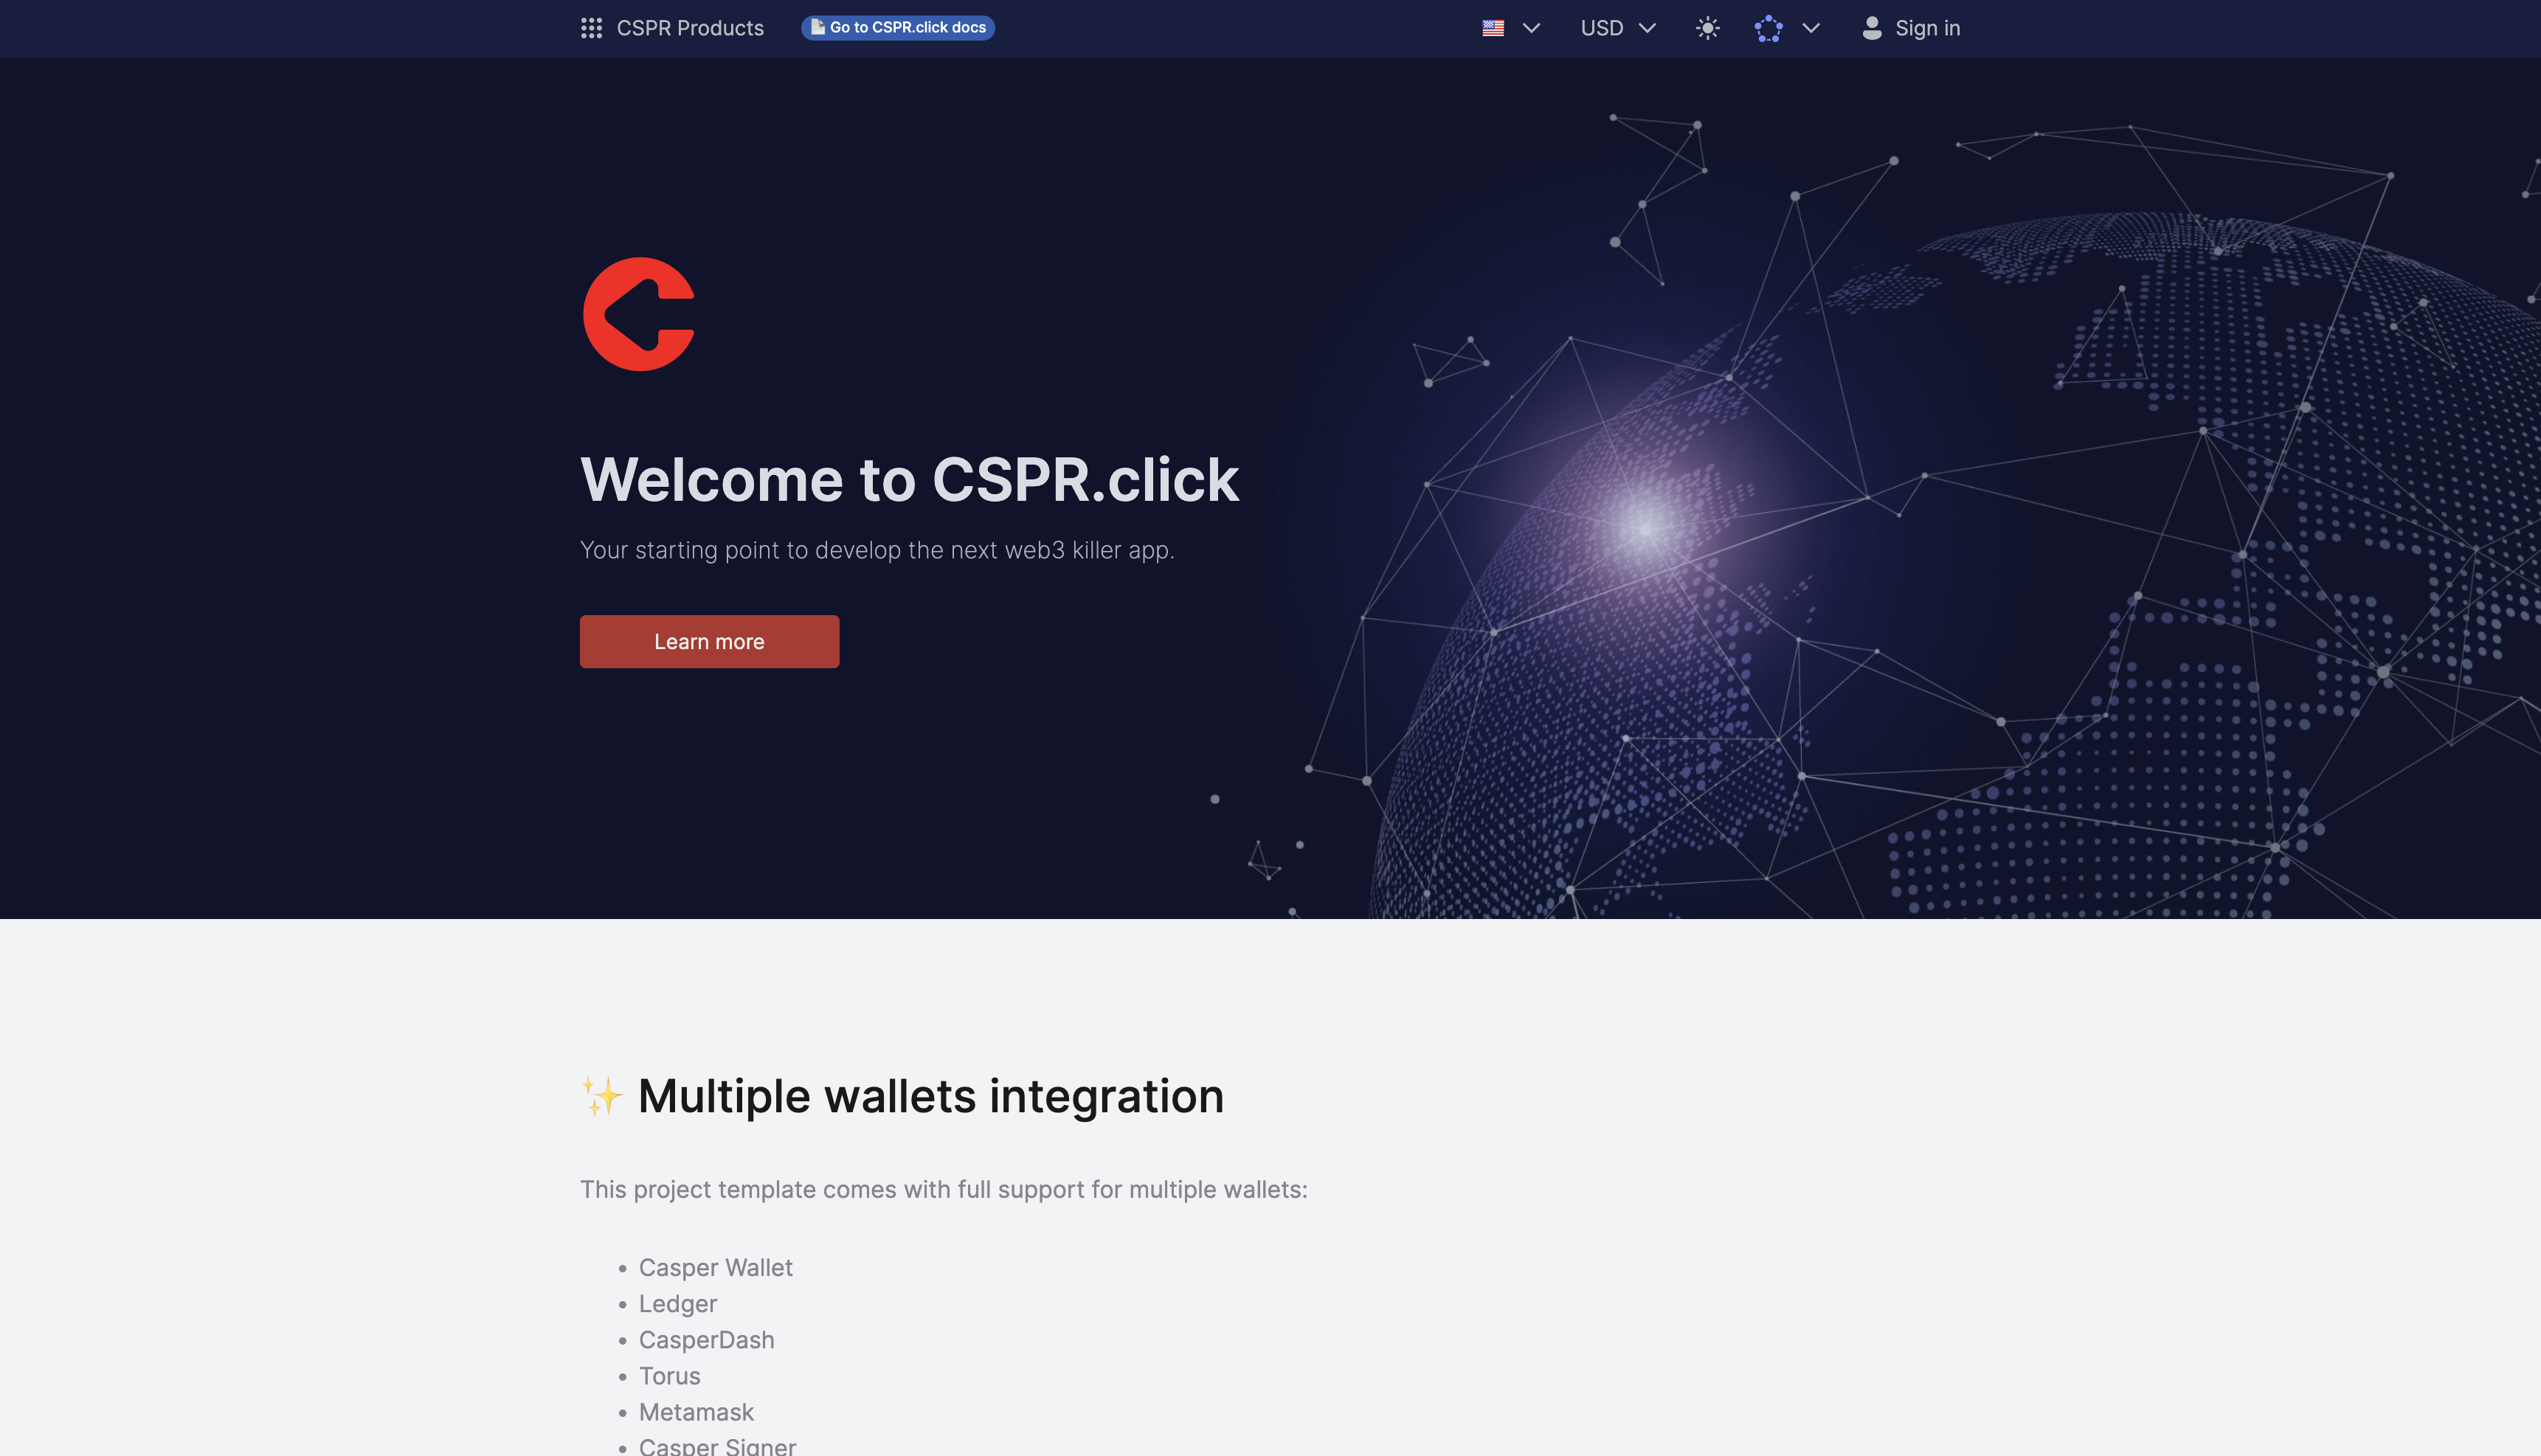 CSPR Products
Go to CSPR.click docs
USD
Sign in
Welcome to CSPR.click
Your starting point to develop the next web3 killer app.
Learn more
✨ Multiple wallets integration
This project template comes with full support for multiple wallets:
• Casper Wallet
• Ledger
• CasperDash
• Torus
• Metamask
• Casper Signer